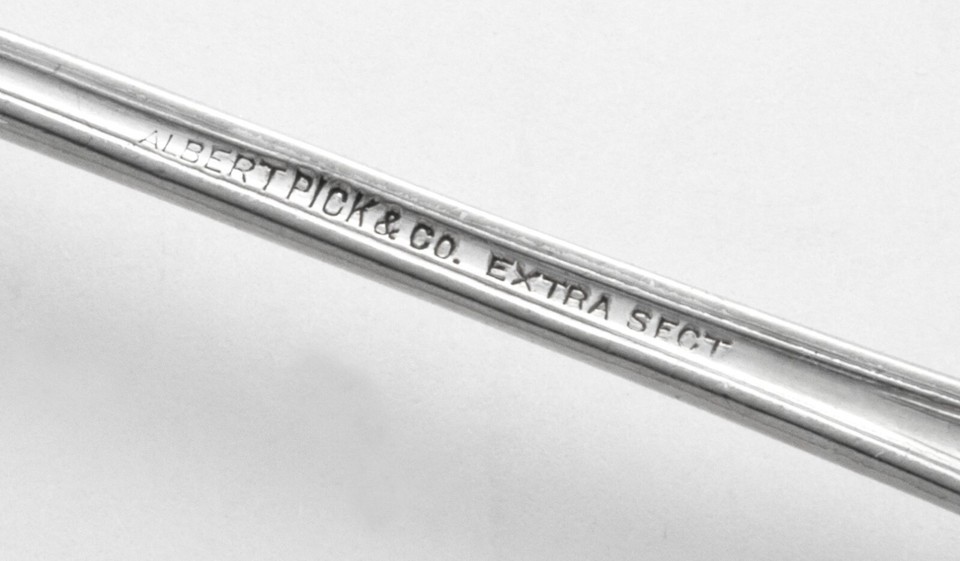 ALBERT PICK & CO. EXTRA SECT